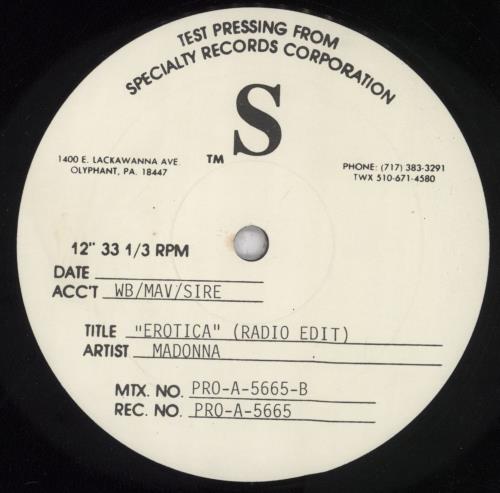 TEST PRESSING FROM
SPECIALTY RECORDS CORPORATION
S
TM
1400 E. LACKAWANNA AVE
OLYPHANT, PA. 18447
PHONE: (717) 383-3291
TWX 510-671-4580
12" 33 1/3 RPM
DATE
ACC'T WB/MAV/SIRE
TITLE "EROTICA" (RADIO EDIT)
ARTIST MADONNA
MTX. NO. PRO-A-5665-B
REC. NO. PRO-A-5665